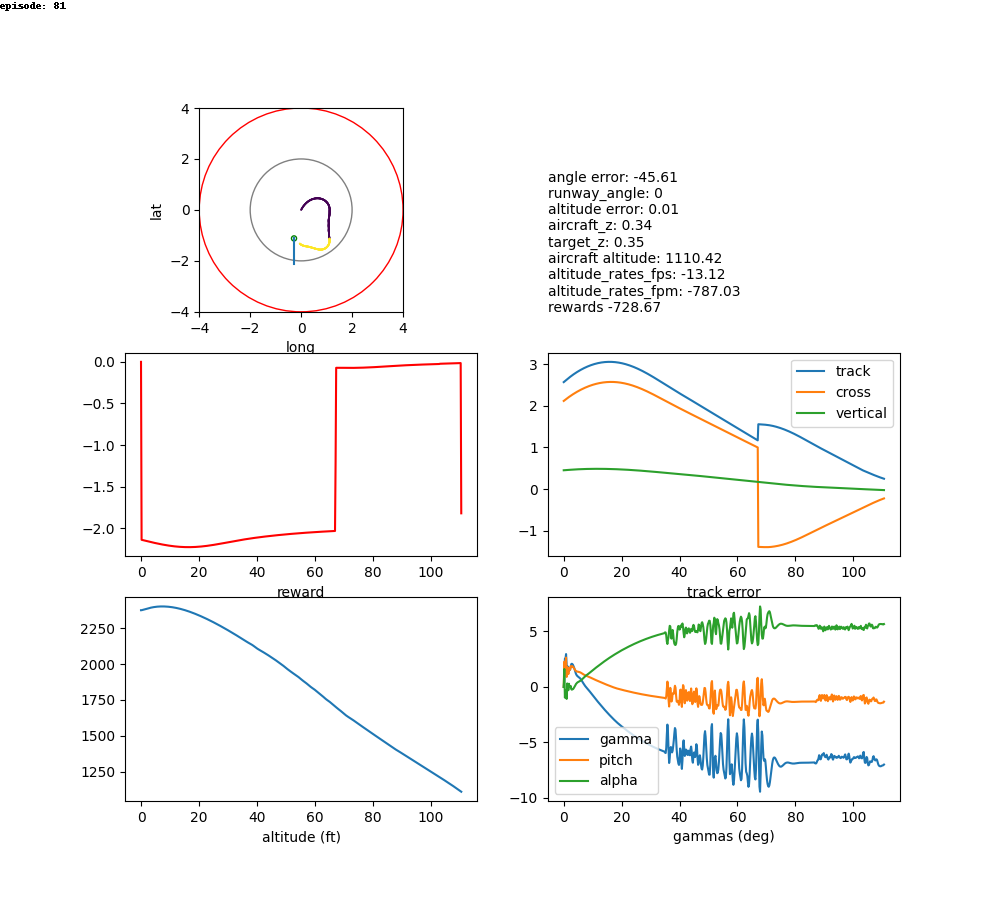 episode: 81
4
2
0
−2
−4
lat
−4 −2 0 2 4
long
angle error: -45.61
runway_angle: 0
altitude error: 0.01
aircraft_z: 0.34
target_z: 0.35
aircraft altitude: 1110.42
altitude_rates_fps: -13.12
altitude_rates_fpm: -787.03
rewards -728.67
0.0
−0.5
−1.0
−1.5
−2.0
0 20 40 60 80 100
reward
3
2
1
0
−1
track
cross
vertical
0 20 40 60 80 100
track error
2250
2000
1750
1500
1250
0 20 40 60 80 100
altitude (ft)
5
0
−5
−10
gamma
pitch
alpha
0 20 40 60 80 100
gammas (deg)